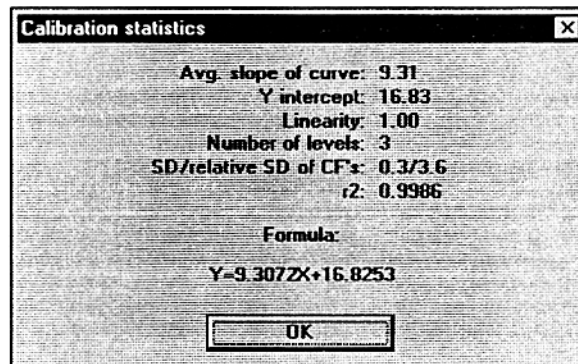 Calibration statistics
Avg. slope of curve: 9.31
Y intercept: 16.83
Linearity: 1.00
Number of levels: 3
SD/relative SD of CF's: 0.3/3.6
r2: 0.9986
Formula:
Y=9.3072X+16.8253
OK